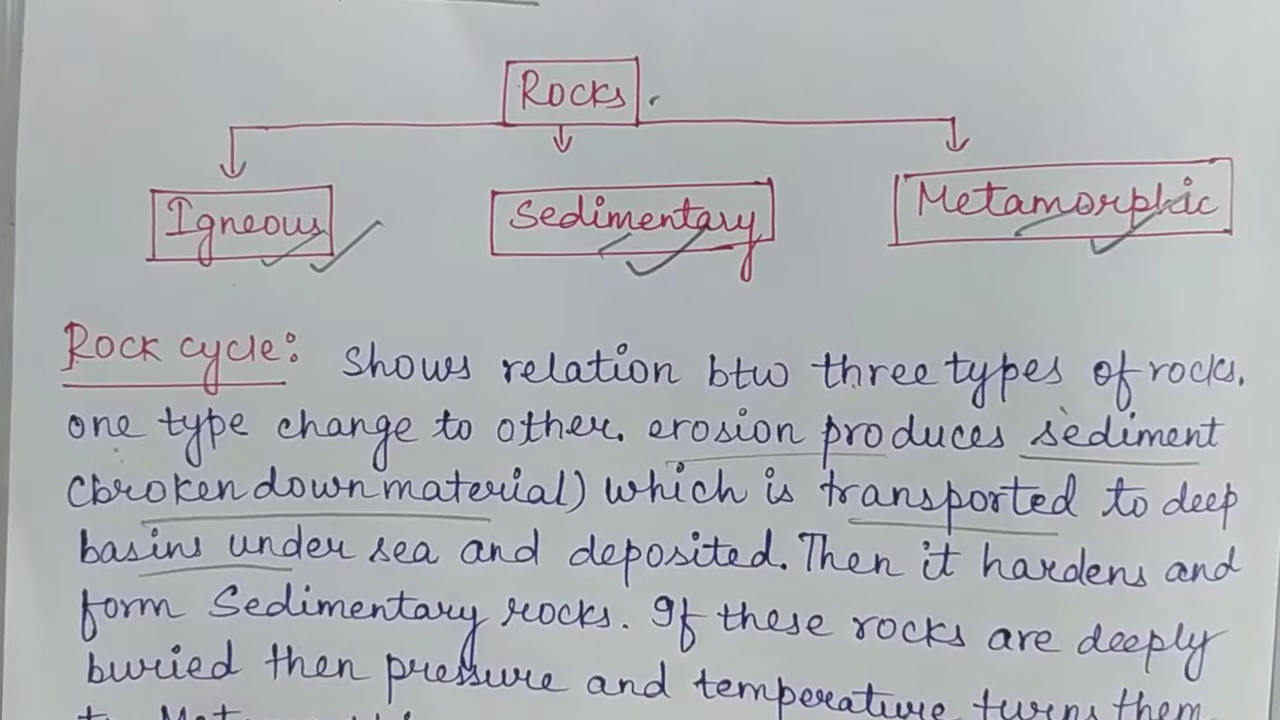 Rocks
Igneous Sedimentary Metamorphic
Rock cycle: Shows relation btw three types of rocks.
one type change to other. erosion produces sediment
(broken down material) which is transported to deep
basins under sea and deposited. Then it hardens and
form Sedimentary rocks. If these rocks are deeply
buried then pressure and temperature turns them